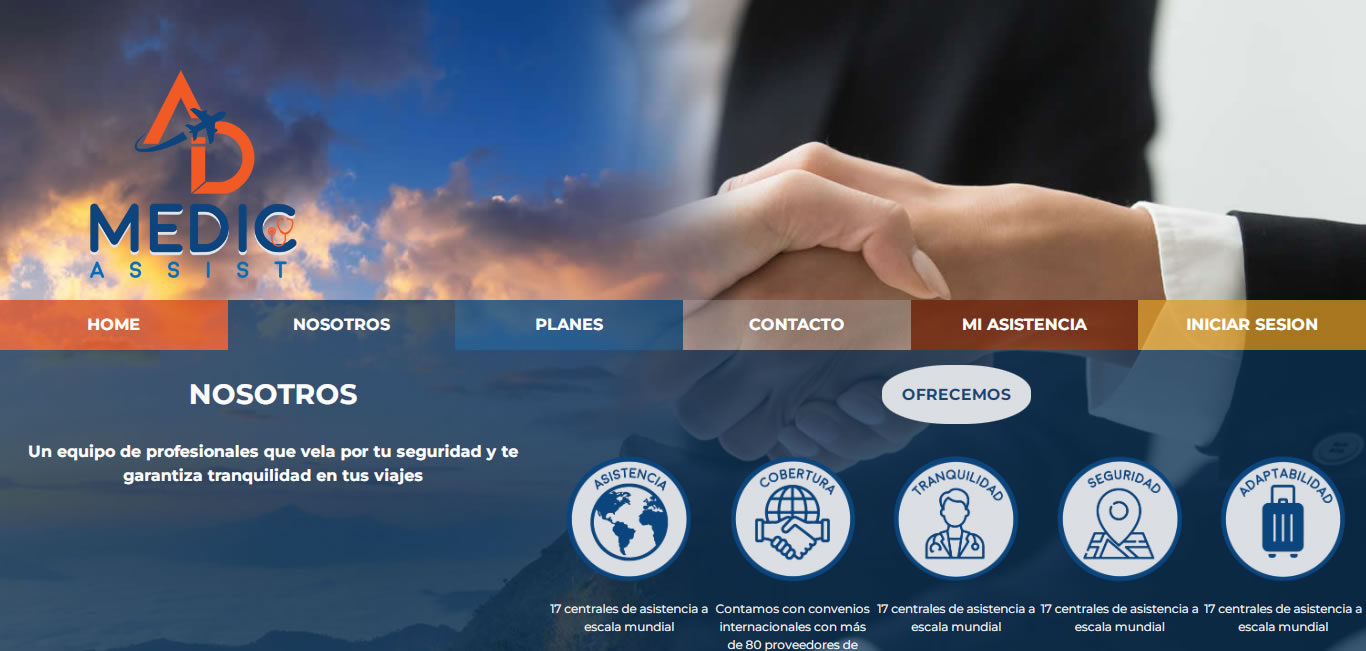 AD
MEDIC
ASSIST
HOME
NOSOTROS
PLANES
CONTACTO
MI ASISTENCIA
INICIAR SESION
NOSOTROS
Un equipo de profesionales que vela por tu seguridad y te
garantiza tranquilidad en tus viajes
OFRECEMOS
ASISTENCIA
17 centrales de asistencia a
escala mundial
COBERTURA
Contamos con convenios
internacionales con más
de 80 proveedores de
TRANQUILIDAD
17 centrales de asistencia a
escala mundial
SEGURIDAD
17 centrales de asistencia a
escala mundial
ADAPTABILIDAD
17 centrales de asistencia a
escala mundial